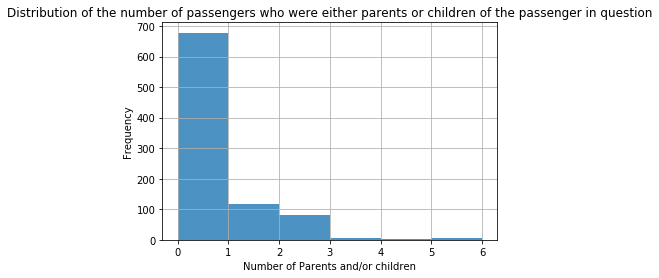 Distribution of the number of passengers who were either parents or children of the passenger in question
700
600
500
400
300
200
100
0
Frequency
0 1 2 3 4 5 6
Number of Parents and/or children